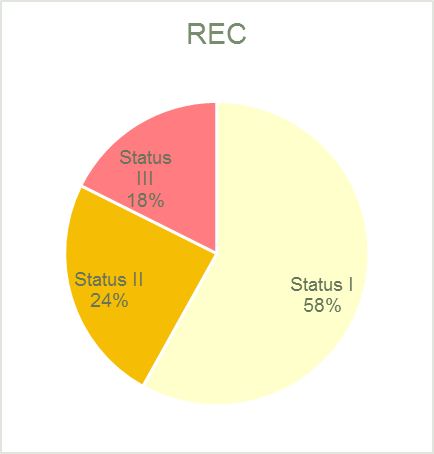 REC
Status
III
18%
Status II
24%
Status I
58%